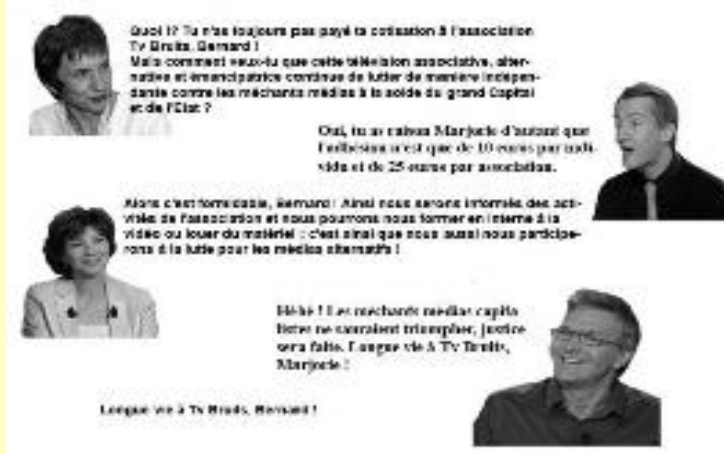 Quoi !? Tu n'as toujours pas payé ta cotisation à l'association
Tv Bruits, Bernard !
Mais comment veux-tu que cette télévision associative, alter-
native et émancipatrice continue de lutter de manière indépen-
dante contre les méchants médias à la solde du grand Capital
et de l'Etat ?
Oui, tu as raison Marjorie d'autant que
l'adhésion n'est que de 10 euros par indi-
vidu et de 25 euros par association.
Alors c'est formidable, Bernard ! Ainsi nous serons informés des acti-
vités de l'association et nous pourrons nous former en interne à la
vidéo ou louer du matériel : c'est ainsi que nous aussi nous participe-
rons à la lutte pour les médias alternatifs !
Héhé ! Les méchants médias capita
listes ne sauraient triompher, justice
sera faite. Longue vie à Tv Bruits,
Marjorie !
Longue vie à Tv Bruits, Bernard !